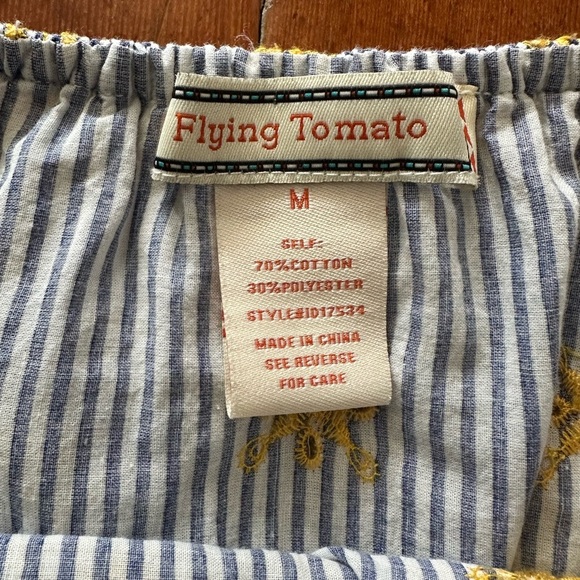 Flying Tomato
M
SELF:
70%COTTON
30%POLYESTER
STYLE#ID17534
MADE IN CHINA
SEE REVERSE
FOR CARE